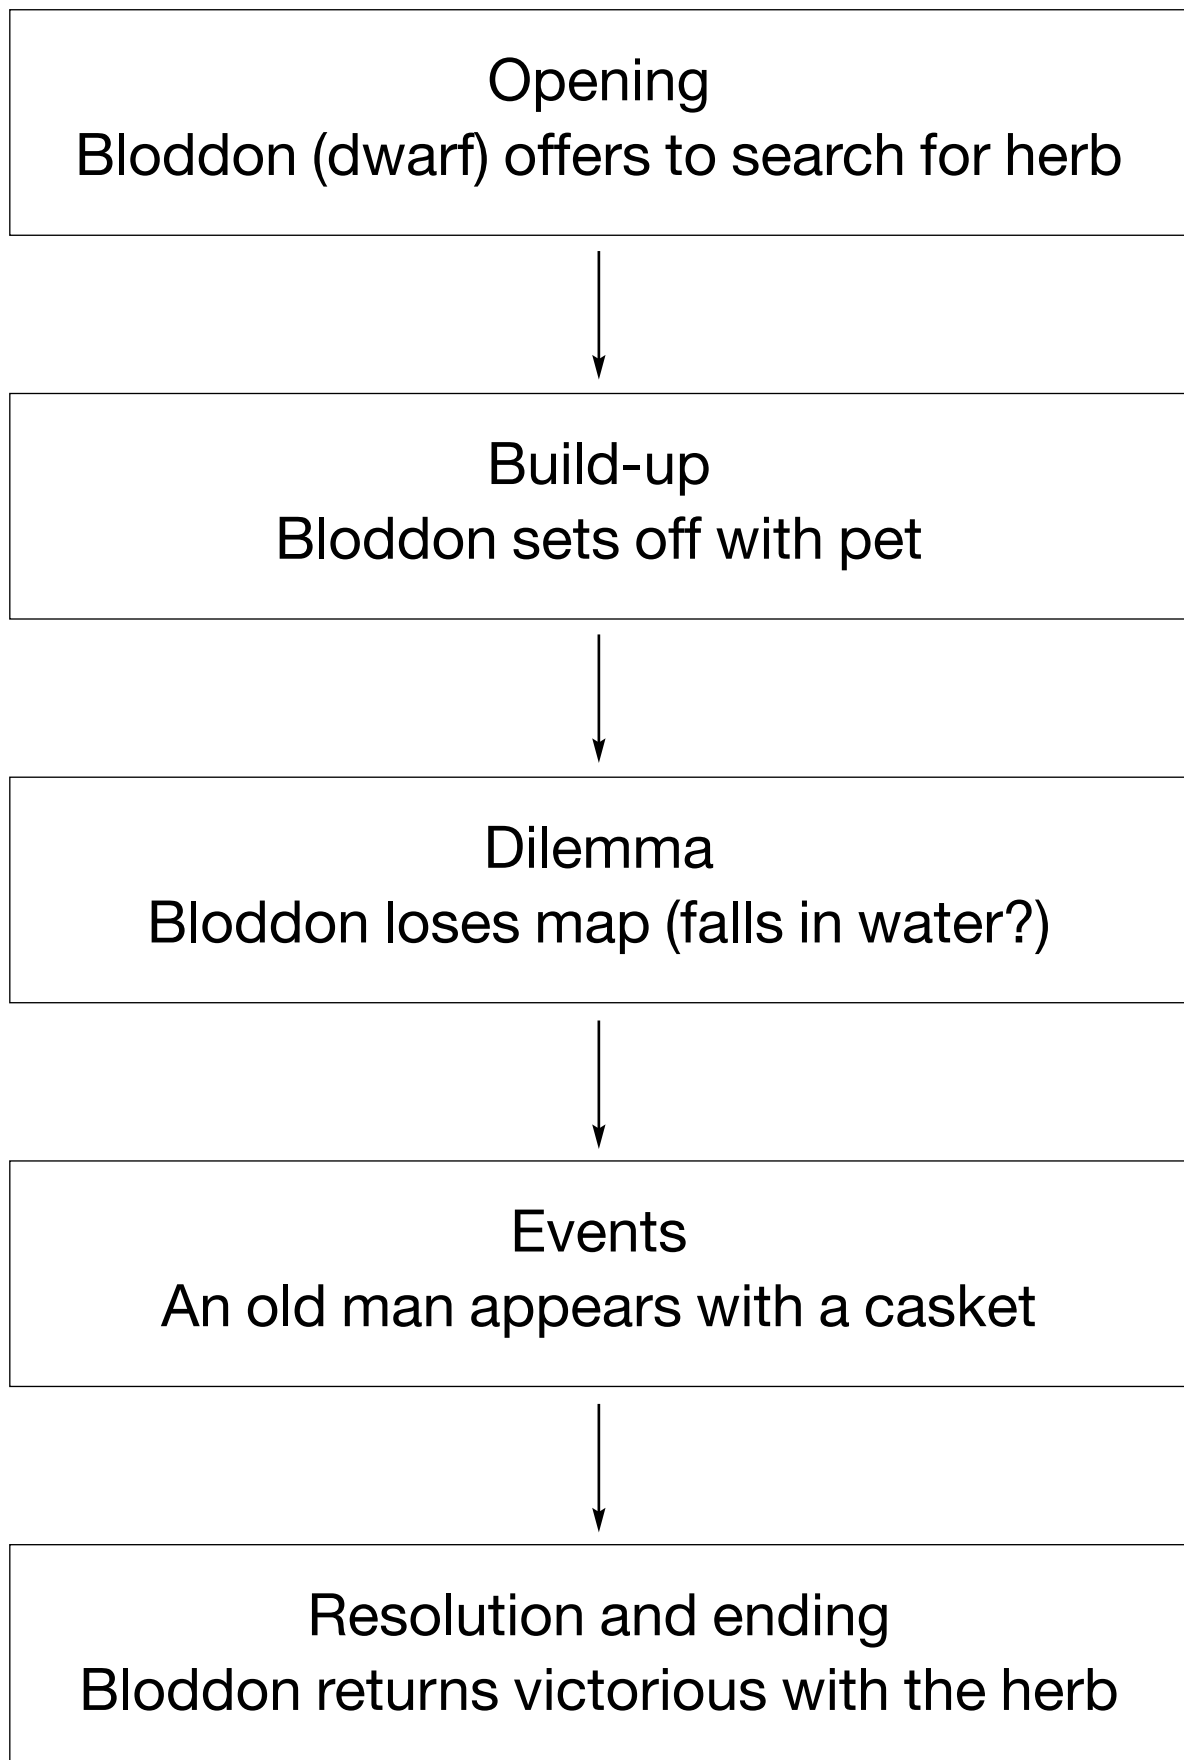 Opening
Bloddon (dwarf) offers to search for herb
Build-up
Bloddon sets off with pet
Dilemma
Bloddon loses map (falls in water?)
Events
An old man appears with a casket
Resolution and ending
Bloddon returns victorious with the herb